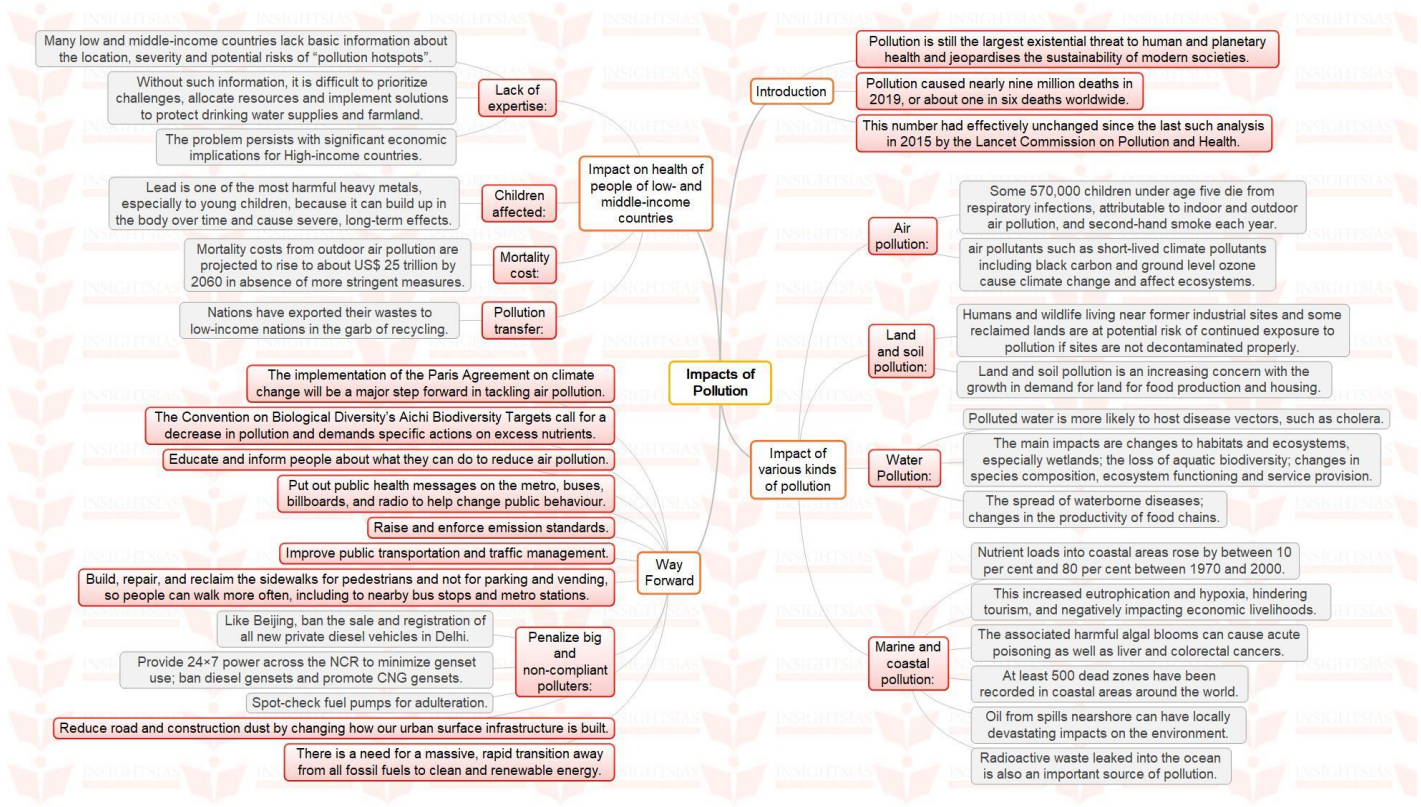 Impacts of
Pollution
Introduction
Pollution is still the largest existential threat to human and planetary
health and jeopardises the sustainability of modern societies.
Pollution caused nearly nine million deaths in
2019, or about one in six deaths worldwide.
This number had effectively unchanged since the last such analysis
in 2015 by the Lancet Commission on Pollution and Health.
Impact of
various kinds
of pollution
Air
pollution:
Some 570,000 children under age five die from
respiratory infections, attributable to indoor and outdoor
air pollution, and second-hand smoke each year.
air pollutants such as short-lived climate pollutants
including black carbon and ground level ozone
cause climate change and affect ecosystems.
Land
and soil
pollution:
Humans and wildlife living near former industrial sites and some
reclaimed lands are at potential risk of continued exposure to
pollution if sites are not decontaminated properly.
Land and soil pollution is an increasing concern with the
growth in demand for land for food production and housing.
Water
Pollution:
Polluted water is more likely to host disease vectors, such as cholera.
The main impacts are changes to habitats and ecosystems,
especially wetlands; the loss of aquatic biodiversity; changes in
species composition, ecosystem functioning and service provision.
The spread of waterborne diseases;
changes in the productivity of food chains.
Marine and
coastal
pollution:
Nutrient loads into coastal areas rose by between 10
per cent and 80 per cent between 1970 and 2000.
This increased eutrophication and hypoxia, hindering
tourism, and negatively impacting economic livelihoods.
The associated harmful algal blooms can cause acute
poisoning as well as liver and colorectal cancers.
At least 500 dead zones have been
recorded in coastal areas around the world.
Oil from spills nearshore can have locally
devastating impacts on the environment.
Radioactive waste leaked into the ocean
is also an important source of pollution.
Impact on health of
people of low- and
middle-income
countries
Lack of
expertise:
Many low and middle-income countries lack basic information about
the location, severity and potential risks of “pollution hotspots”.
Without such information, it is difficult to prioritize
challenges, allocate resources and implement solutions
to protect drinking water supplies and farmland.
The problem persists with significant economic
implications for High-income countries.
Children
affected:
Lead is one of the most harmful heavy metals,
especially to young children, because it can build up in
the body over time and cause severe, long-term effects.
Mortality
cost:
Mortality costs from outdoor air pollution are
projected to rise to about US$ 25 trillion by
2060 in absence of more stringent measures.
Pollution
transfer:
Nations have exported their wastes to
low-income nations in the garb of recycling.
Way
Forward
The implementation of the Paris Agreement on climate
change will be a major step forward in tackling air pollution.
The Convention on Biological Diversity’s Aichi Biodiversity Targets call for a
decrease in pollution and demands specific actions on excess nutrients.
Educate and inform people about what they can do to reduce air pollution.
Put out public health messages on the metro, buses,
billboards, and radio to help change public behaviour.
Raise and enforce emission standards.
Improve public transportation and traffic management.
Build, repair, and reclaim the sidewalks for pedestrians and not for parking and vending,
so people can walk more often, including to nearby bus stops and metro stations.
Penalize big
and
non-compliant
polluters:
Like Beijing, ban the sale and registration of
all new private diesel vehicles in Delhi.
Provide 24×7 power across the NCR to minimize genset
use; ban diesel gensets and promote CNG gensets.
Spot-check fuel pumps for adulteration.
Reduce road and construction dust by changing how our urban surface infrastructure is built.
There is a need for a massive, rapid transition away
from all fossil fuels to clean and renewable energy.
INSIGHTSIAS